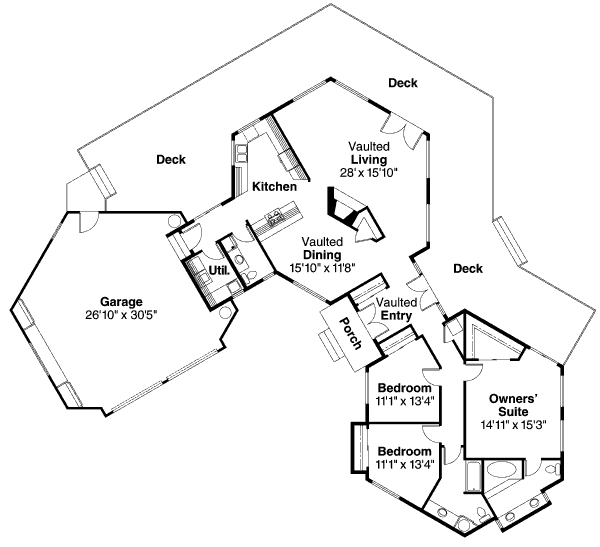 Deck
Deck
Vaulted
Living
28' x 15'10"
Kitchen
Vaulted
Dining
15'10" x 11'8"
Util.
Deck
Garage
26'10" x 30'5"
Vaulted
Entry
Porch
Bedroom
11'1" x 13'4"
Owners'
Suite
14'11" x 15'3"
Bedroom
11'1" x 13'4"